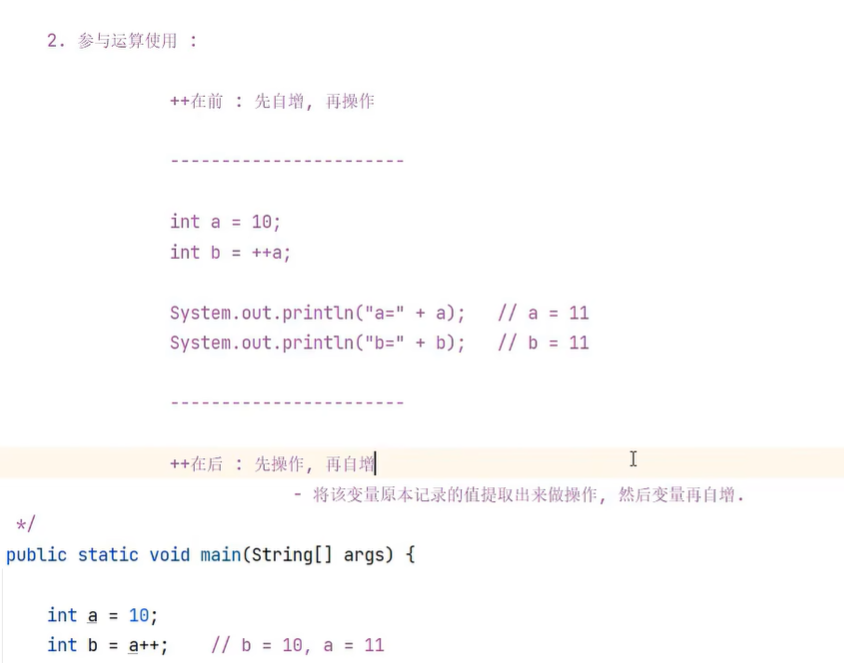 2. 参与运算使用 :
++在前 : 先自增, 再操作
-----------------------
int a = 10;
int b = ++a;
System.out.println("a=" + a);   // a = 11
System.out.println("b=" + b);   // b = 11
-----------------------
++在后 : 先操作, 再自增
- 将该变量原本记录的值提取出来做操作, 然后变量再自增.
*/
public static void main(String[] args) {
int a = 10;
int b = a++;    // b = 10, a = 11